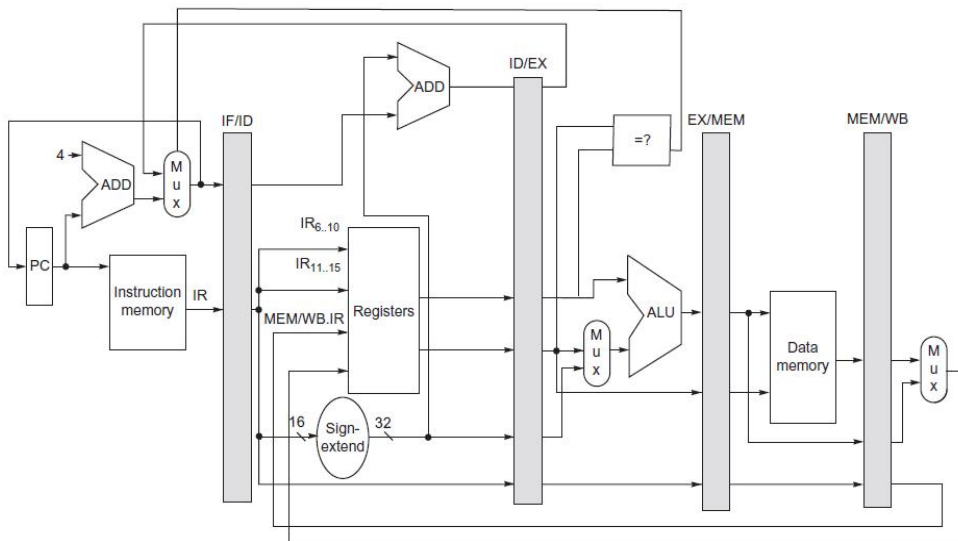 ID/EX
IF/ID
EX/MEM
MEM/WB
ADD
=?
4
ADD
M
u
x
IR6..10
IR11..15
PC
Instruction
memory
IR
MEM/WB.IR
Registers
M
u
x
ALU
Data
memory
M
u
x
16
Sign-
extend
32